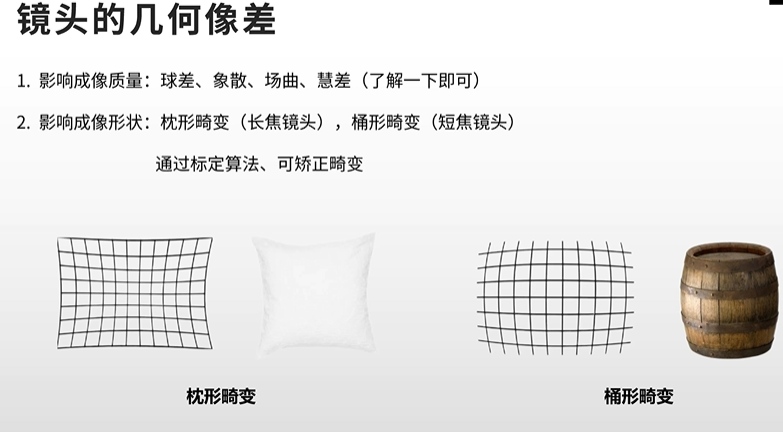 镜头的几何像差
1. 影响成像质量：球差、象散、场曲、慧差（了解一下即可）
2. 影响成像形状：枕形畸变（长焦镜头），桶形畸变（短焦镜头）
通过标定算法、可矫正畸变
枕形畸变
桶形畸变